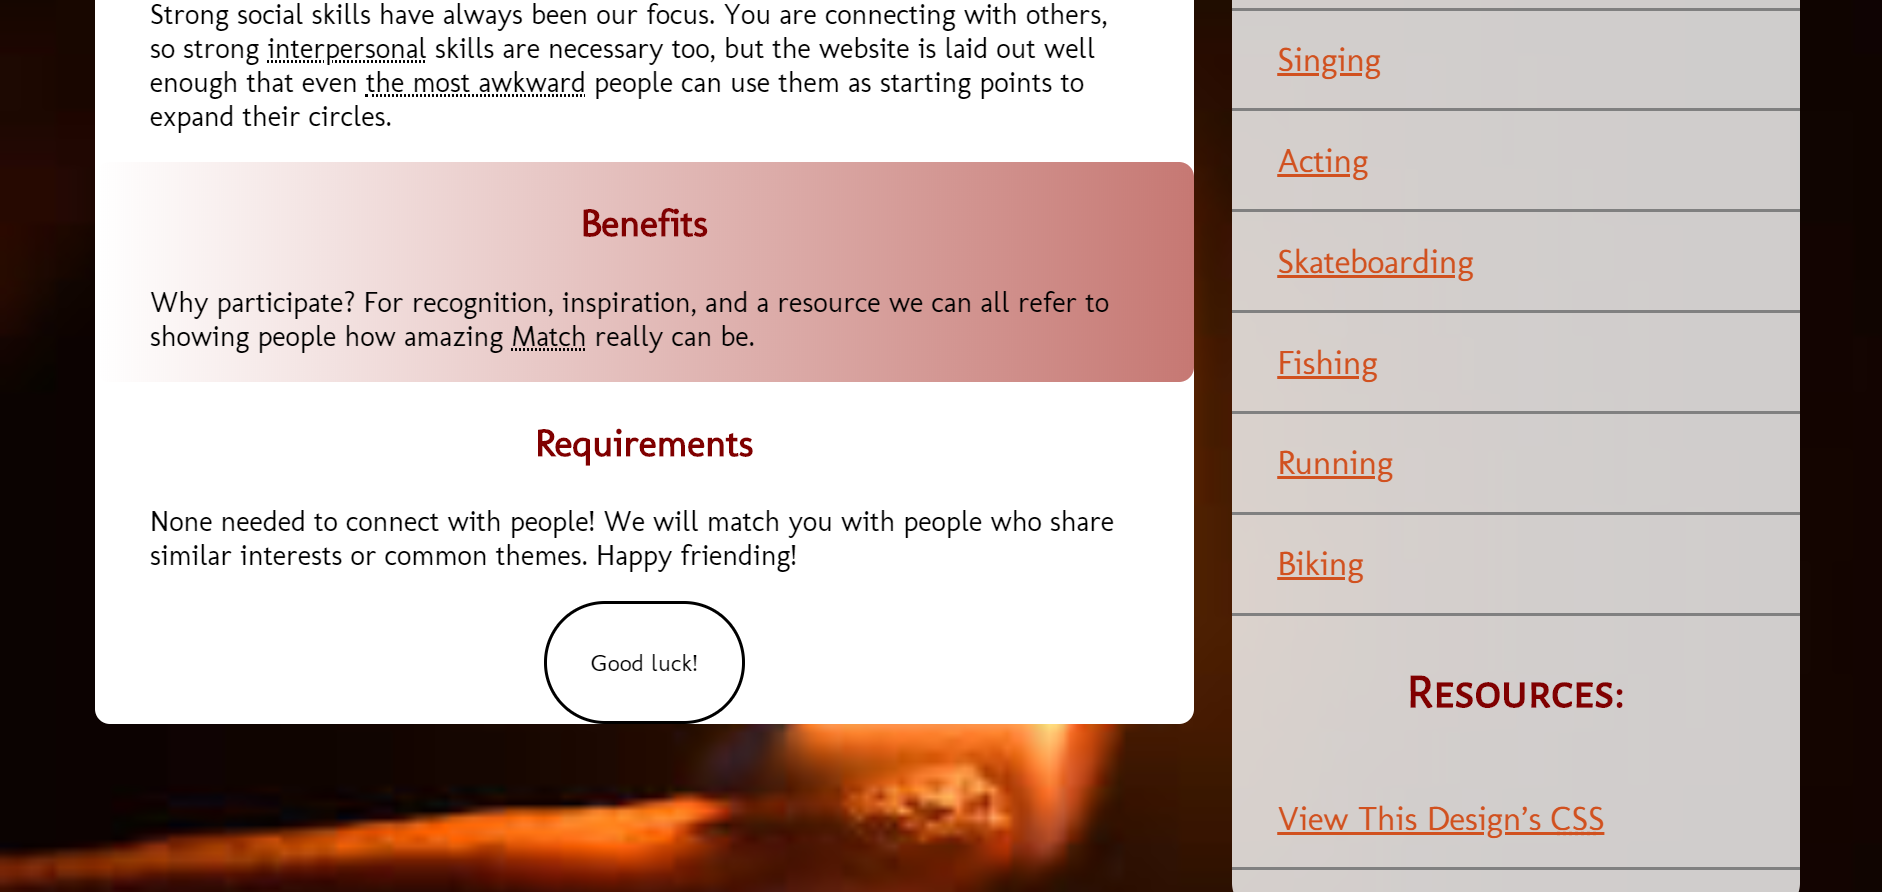 Strong social skills have always been our focus. You are connecting with others,
so strong interpersonal skills are necessary too, but the website is laid out well
enough that even the most awkward people can use them as starting points to
expand their circles.
Benefits
Why participate? For recognition, inspiration, and a resource we can all refer to
showing people how amazing Match really can be.
Requirements
None needed to connect with people! We will match you with people who share
similar interests or common themes. Happy friending!
Good luck!
Singing
Acting
Skateboarding
Fishing
Running
Biking
Resources:
View This Design’s CSS